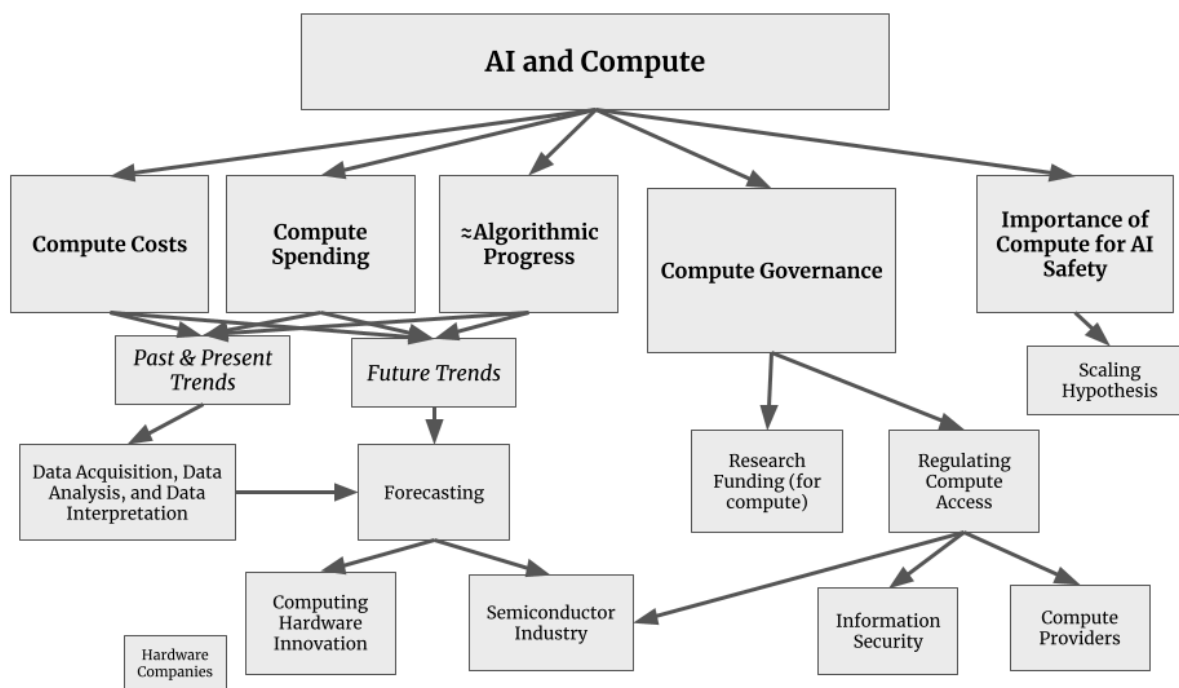 AI and Compute
Compute Costs
Compute
Spending
≈Algorithmic
Progress
Compute Governance
Importance of
Compute for AI
Safety
Past & Present
Trends
Future Trends
Scaling
Hypothesis
Data Acquisition, Data
Analysis, and Data
Interpretation
Forecasting
Research
Funding (for
compute)
Regulating
Compute
Access
Computing
Hardware
Innovation
Semiconductor
Industry
Information
Security
Compute
Providers
Hardware
Companies